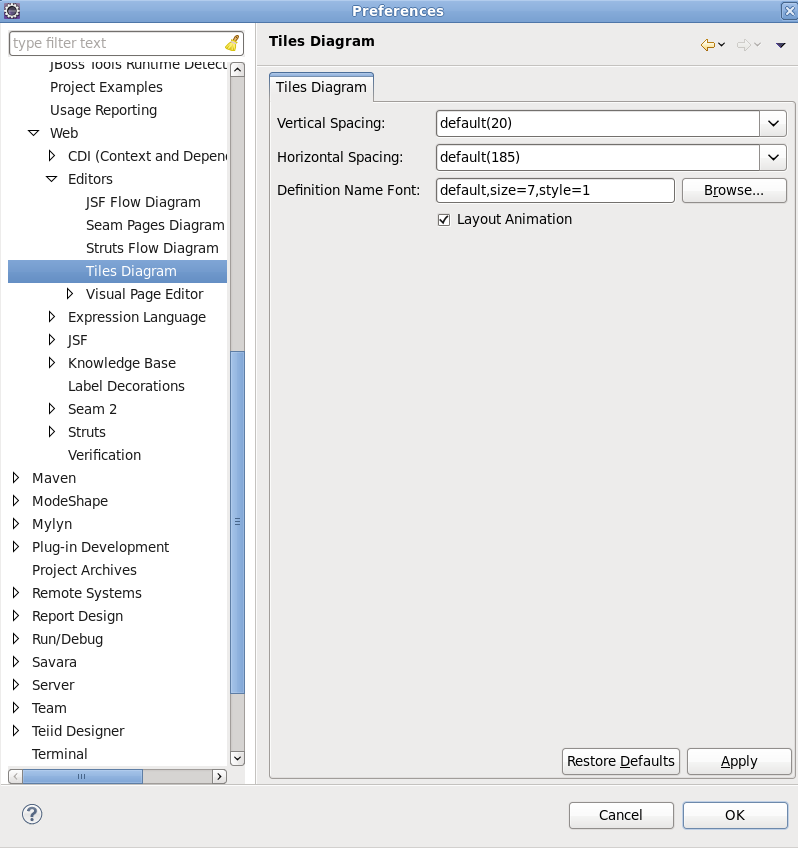 Preferences
type filter text
JBoss Tools Runtime Detect
Project Examples
Usage Reporting
Web
CDI (Context and Depen
Editors
JSF Flow Diagram
Seam Pages Diagram
Struts Flow Diagram
Tiles Diagram
Visual Page Editor
Expression Language
JSF
Knowledge Base
Label Decorations
Seam 2
Struts
Verification
Maven
ModeShape
Mylyn
Plug-in Development
Project Archives
Remote Systems
Report Design
Run/Debug
Savara
Server
Team
Teiid Designer
Terminal
Tiles Diagram
Tiles Diagram
Vertical Spacing: default(20)
Horizontal Spacing: default(185)
Definition Name Font: default,size=7,style=1 Browse...
Layout Animation
Restore Defaults Apply
Cancel OK